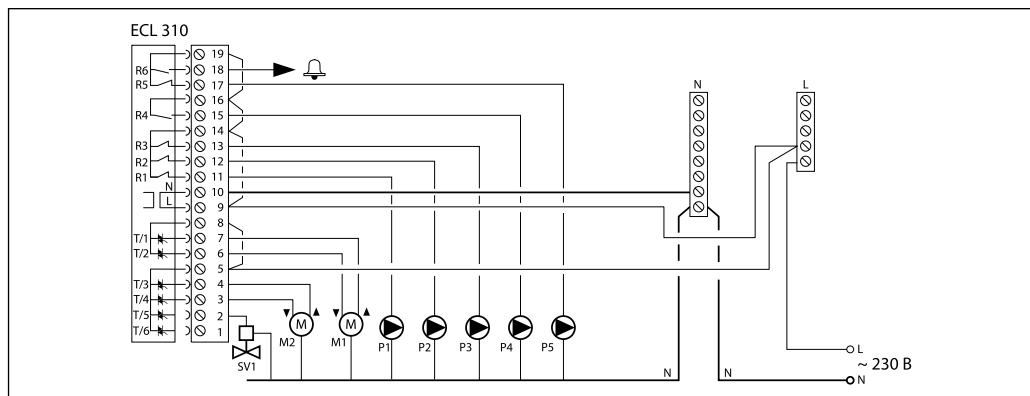 ECL 310
19
R6 18
R5 17
N L
16
R4 15
14
R3 13
R2 12
R1 11
N 10
L 9
8
T/1 7
T/2 6
5
T/3 4
T/4 3
T/5 2
T/6 1
SV1
M M
M2 M1 P1 P2 P3 P4 P5
L
~ 230 В
N N N